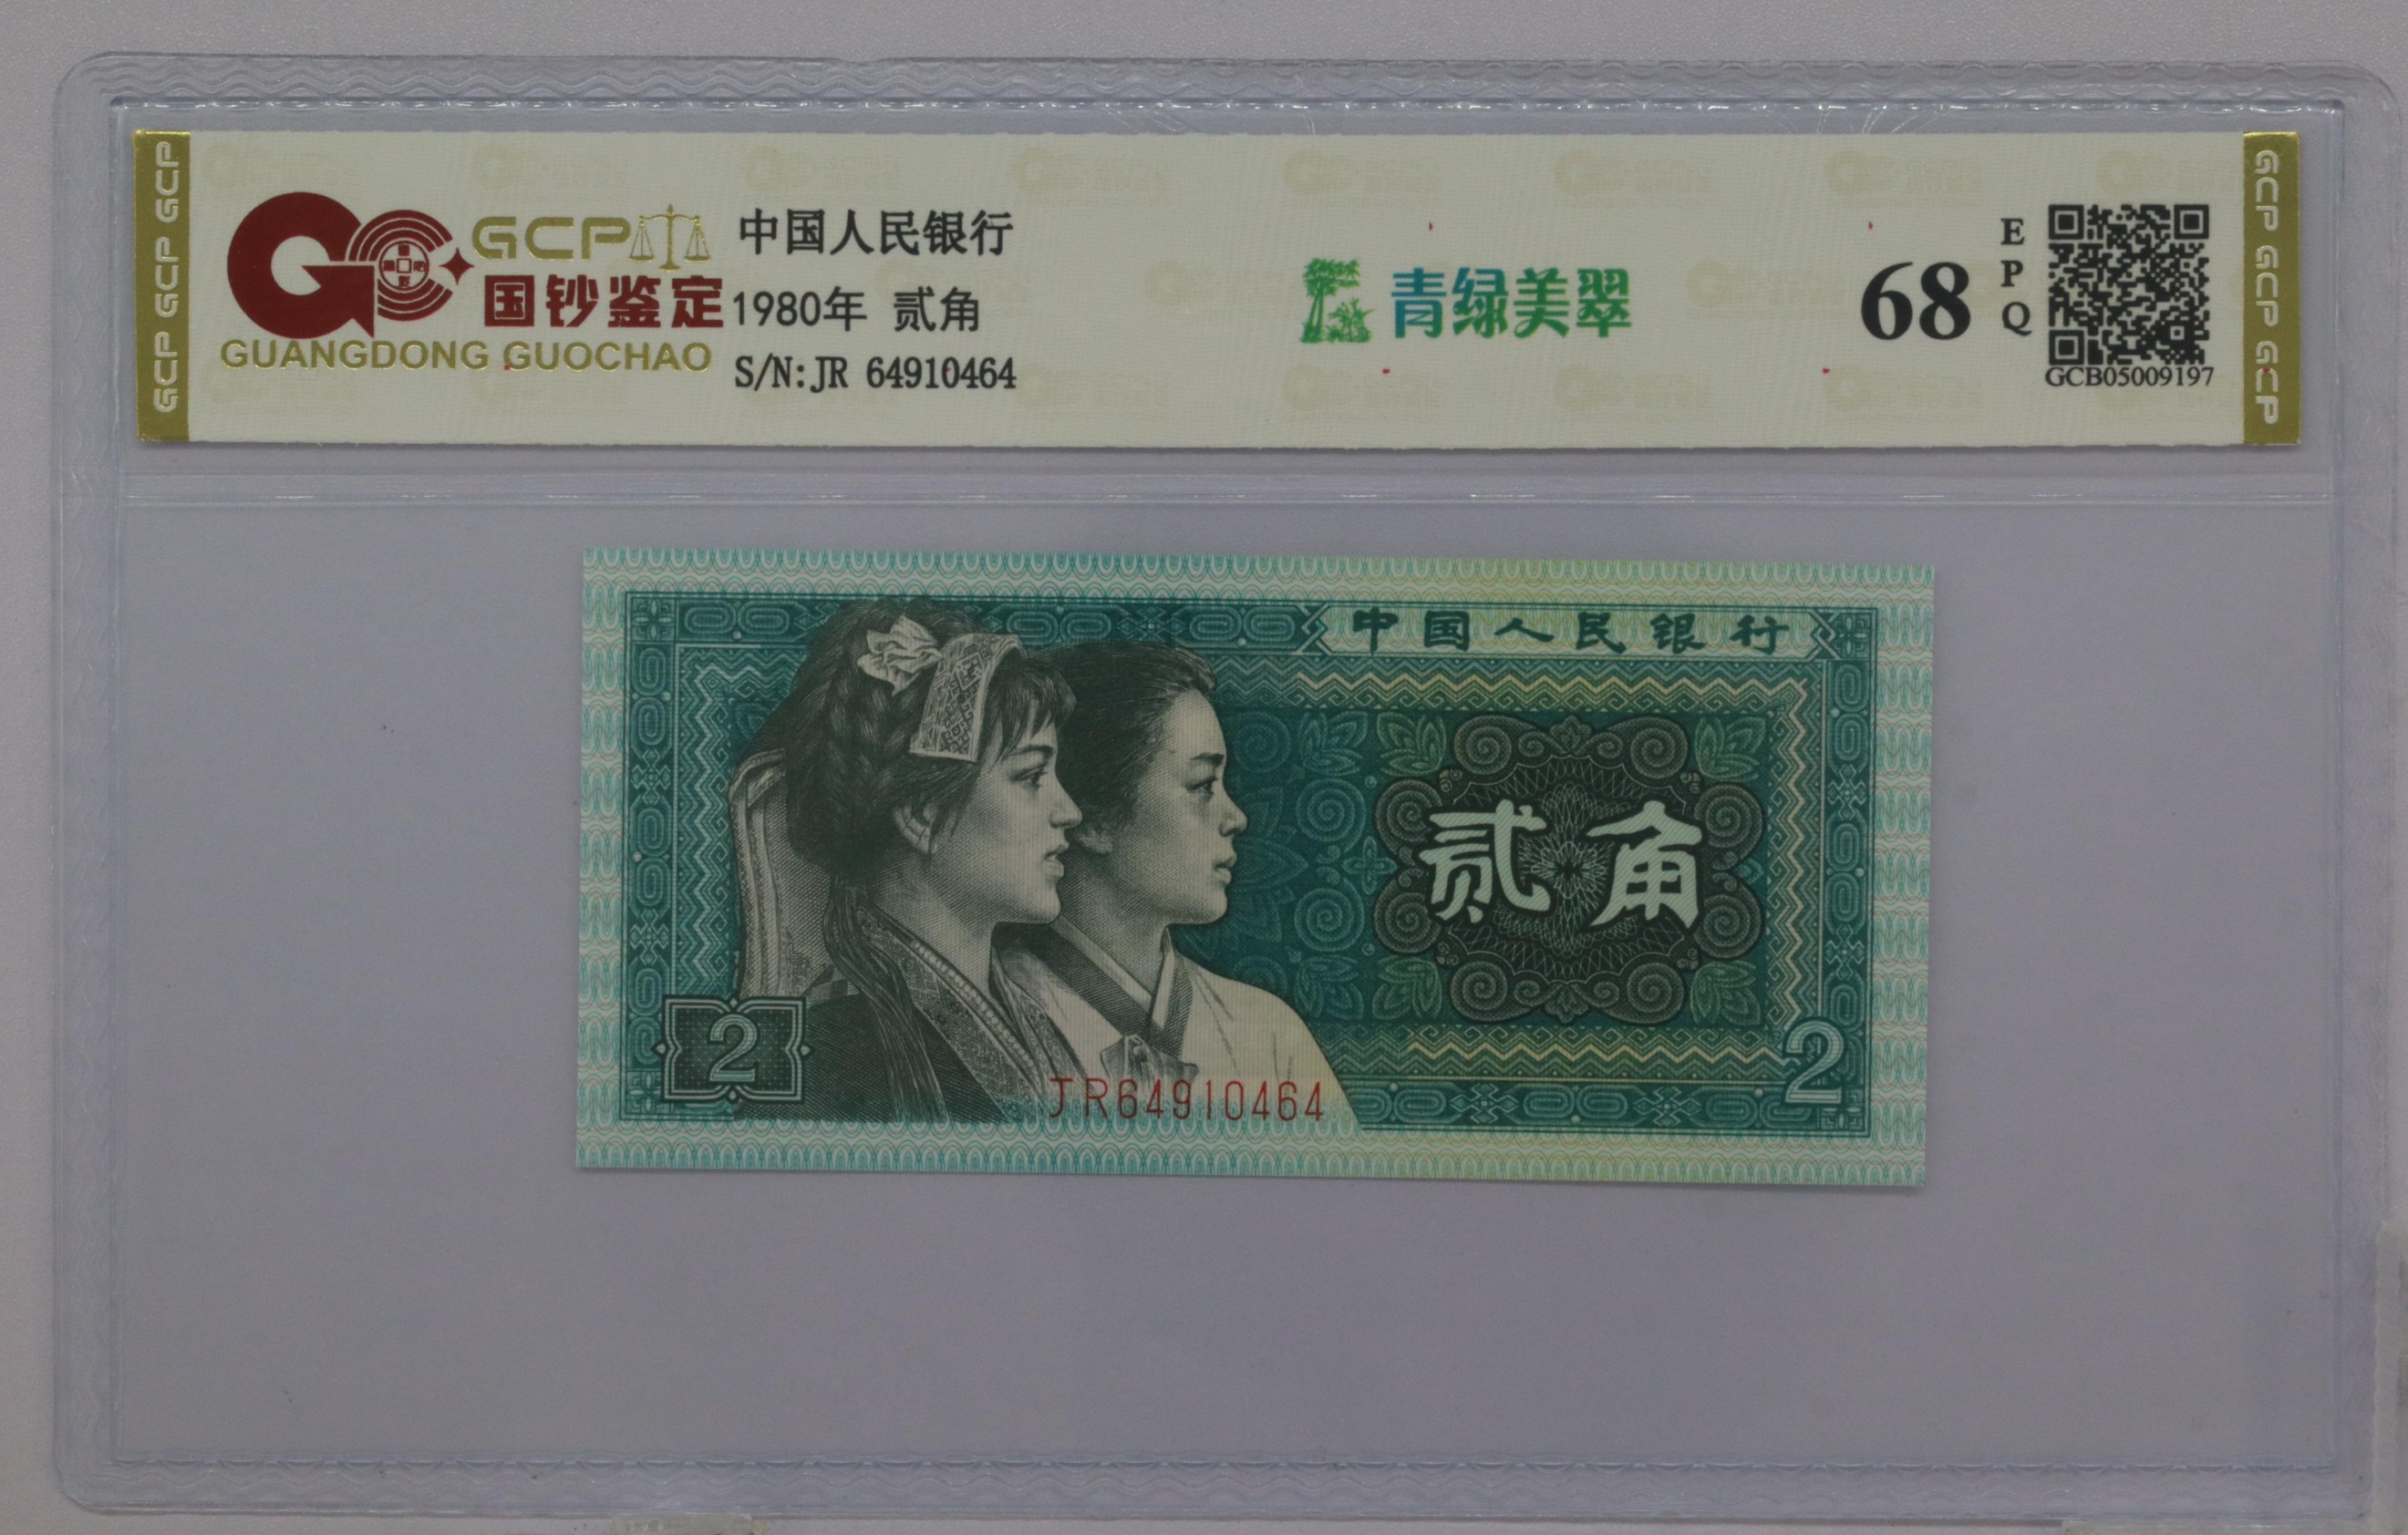 GCP GCP GCP
GCP
国钞鉴定
GUANGDONG GUOCHAO
中国人民银行
1980年 贰角
S/N:JR 64910464
青绿美翠
68
E
P
Q
GCB05009197
GCP GCP GCP
中国人民银行
贰角
2
JR64910464
2